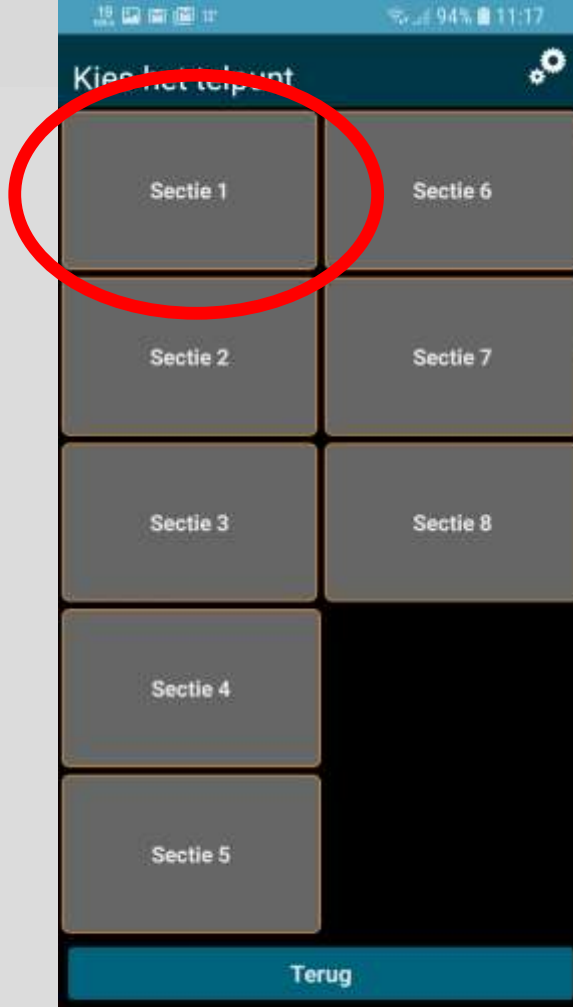 94% 11:17
Kies het telpunt
Sectie 1
Sectie 6
Sectie 2
Sectie 7
Sectie 3
Sectie 8
Sectie 4
Sectie 5
Terug